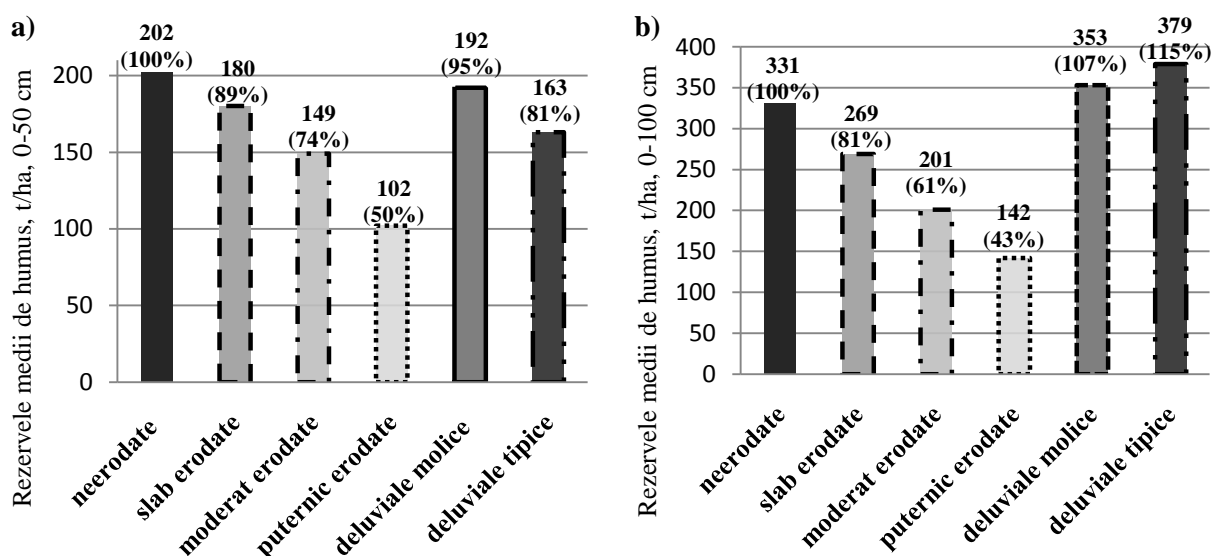 a)
Rezervele medii de humus, t/ha, 0-50 cm
200
150
100
50
0
202
(100%)
180
(89%)
149
(74%)
102
(50%)
192
(95%)
163
(81%)
neerodate
slab erodate
moderat erodate
puternic erodate
deluviale molice
deluviale tipice
b)
Rezervele medii de humus, t/ha, 0-100 cm
400
350
300
250
200
150
100
50
0
331
(100%)
269
(81%)
201
(61%)
142
(43%)
353
(107%)
379
(115%)
neerodate
slab erodate
moderat erodate
puternic erodate
deluviale molice
deluviale tipice